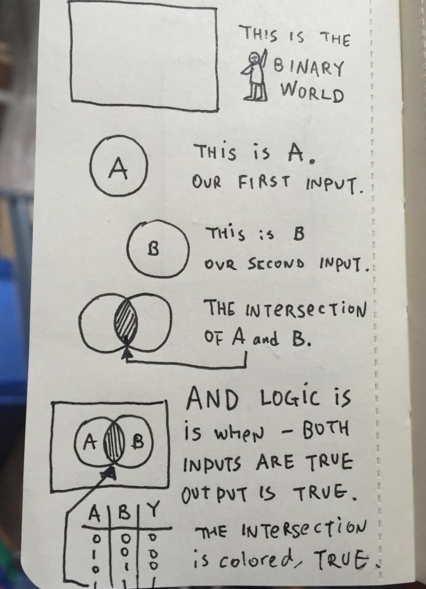 THIS IS THE
BINARY
WORLD
A
THIS IS A.
OUR FIRST INPUT.
B
THIS IS B
OUR SECOND INPUT.
THE INTERSECTION
OF A and B.
AND LOGIC is
is when - BOTH
INPUTS ARE TRUE
OUTPUT IS TRUE.
A B
A B Y
0 0 0
1 0 0
0 1 0
1 1 1
THE INTERSECTION
is colored, TRUE.